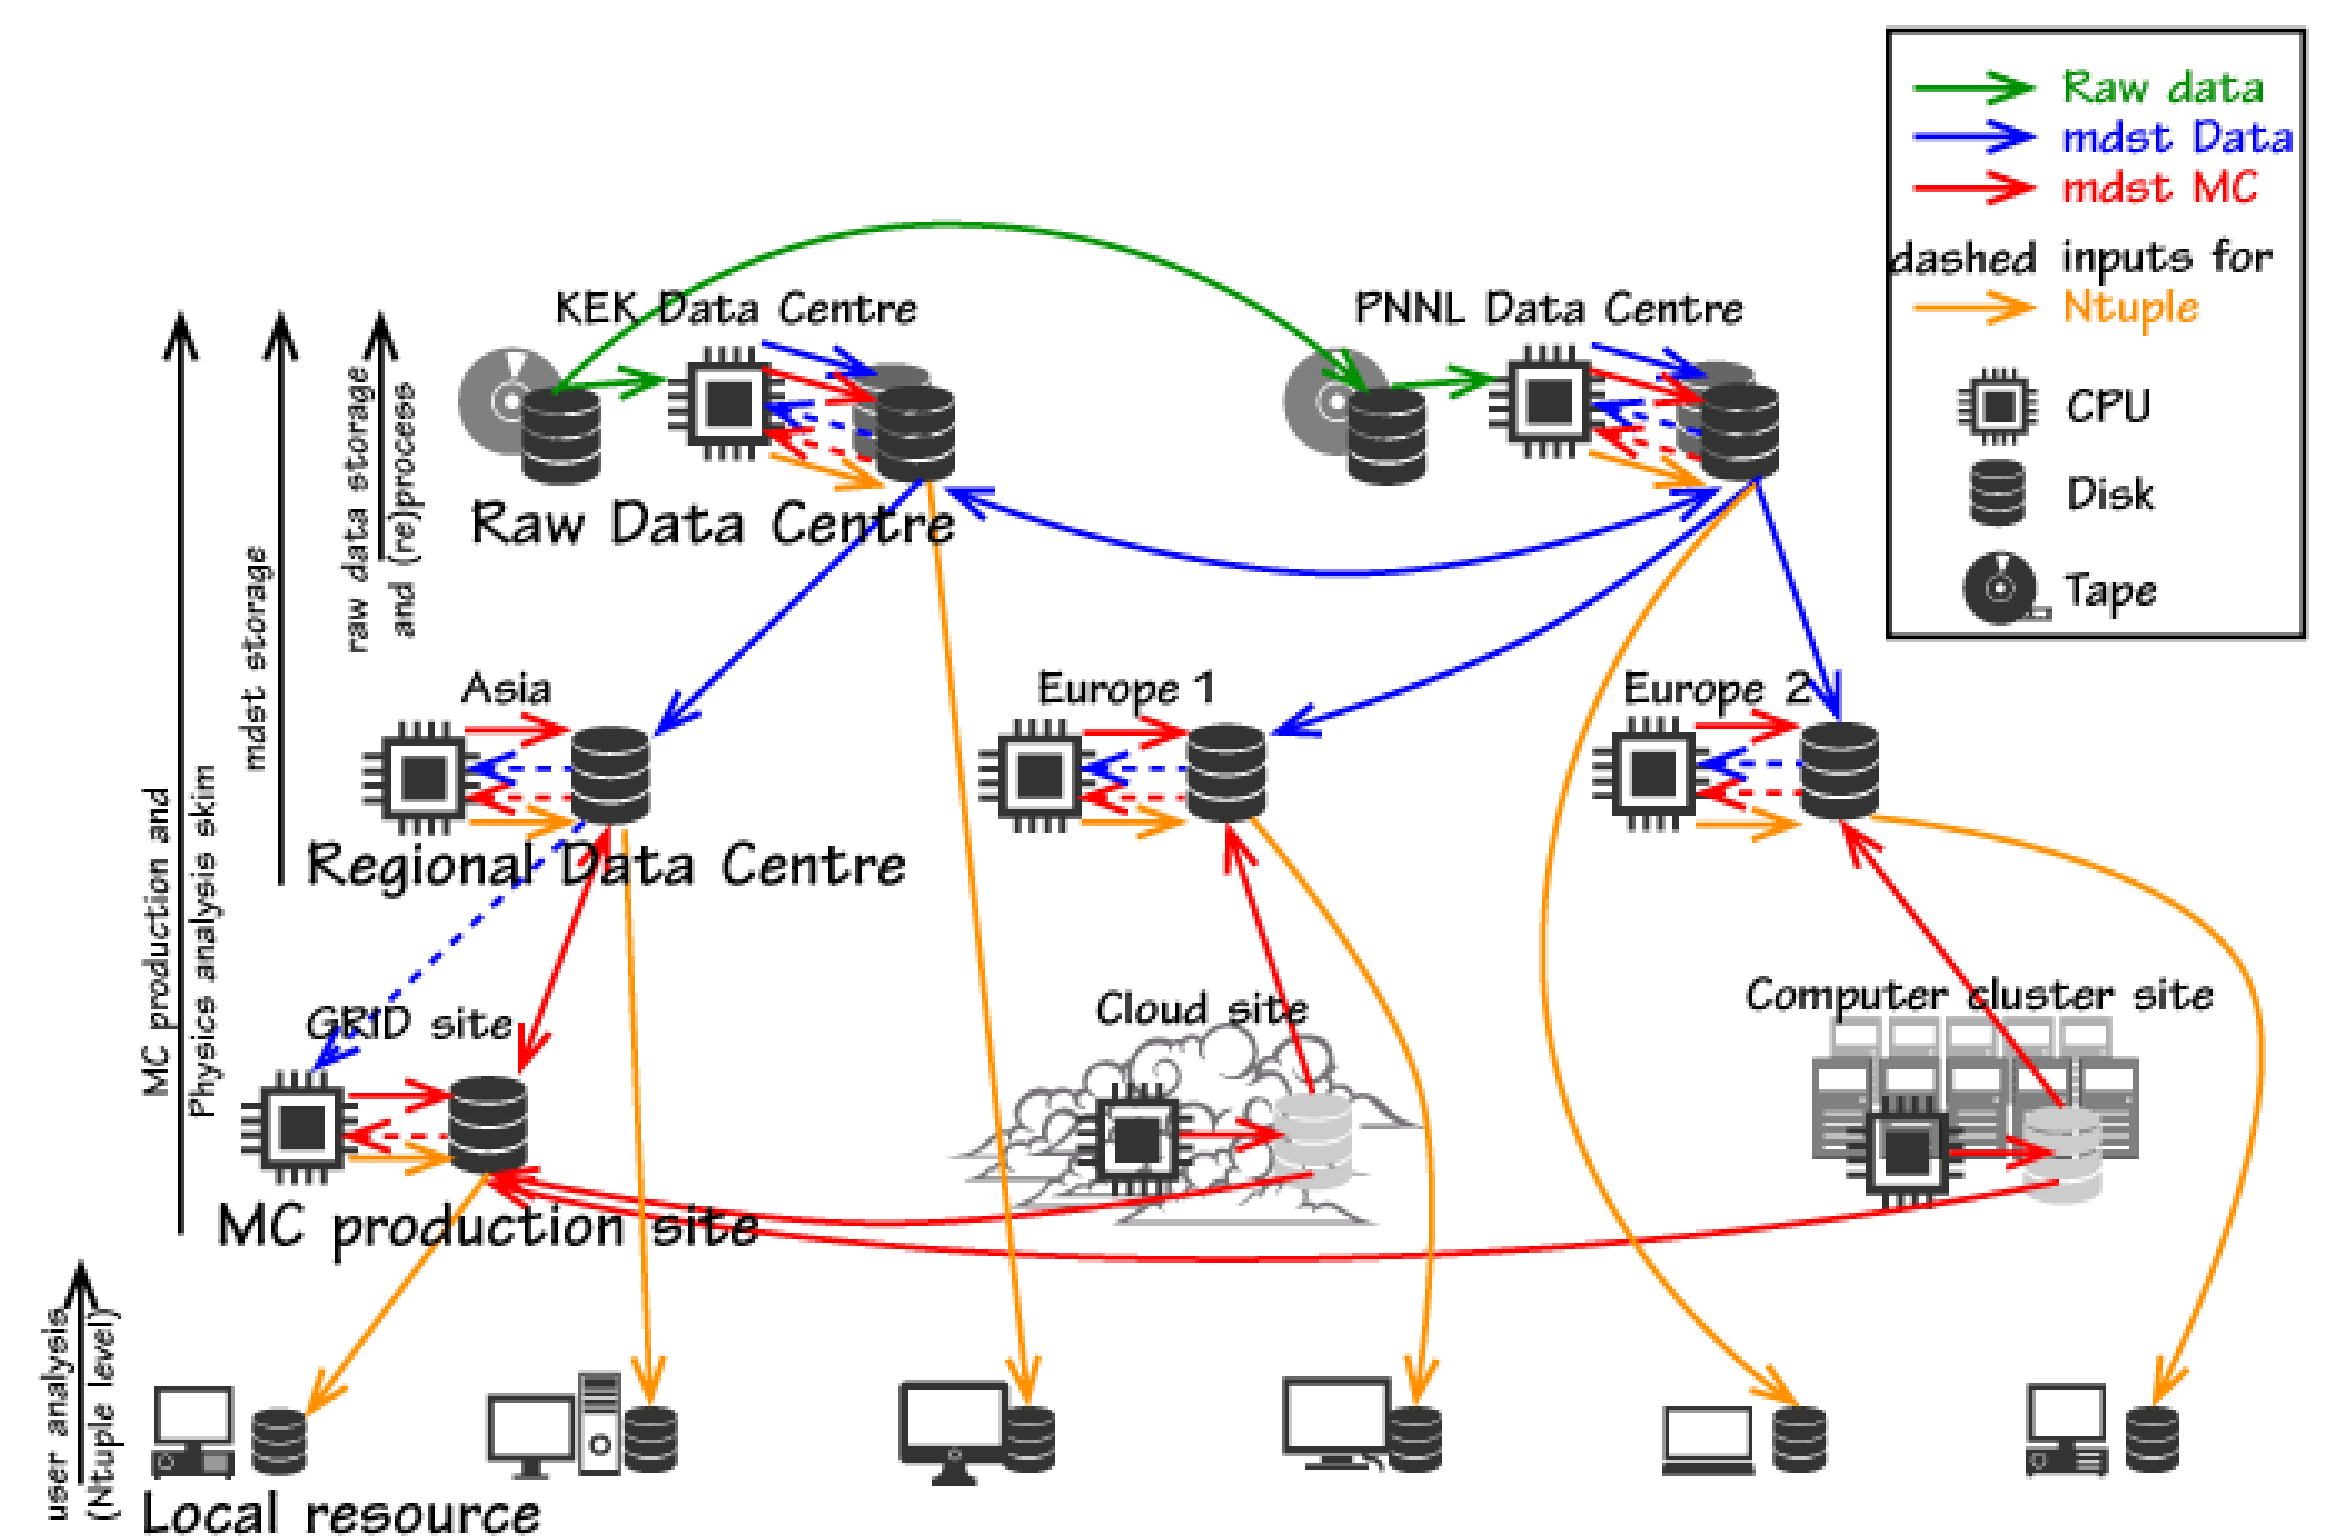 Raw data
mdst Data
mdst MC
dashed inputs for
Ntuple
CPU
Disk
Tape
KEK Data Centre
PNNL Data Centre
Raw Data Centre
raw data storage
and (re)process
mdst storage
MC production and
Physics analysis skim
Asia
Europe 1
Europe 2
Regional Data Centre
GRID site
Cloud site
Computer cluster site
MC production site
user analysis
(Ntuple level)
Local resource